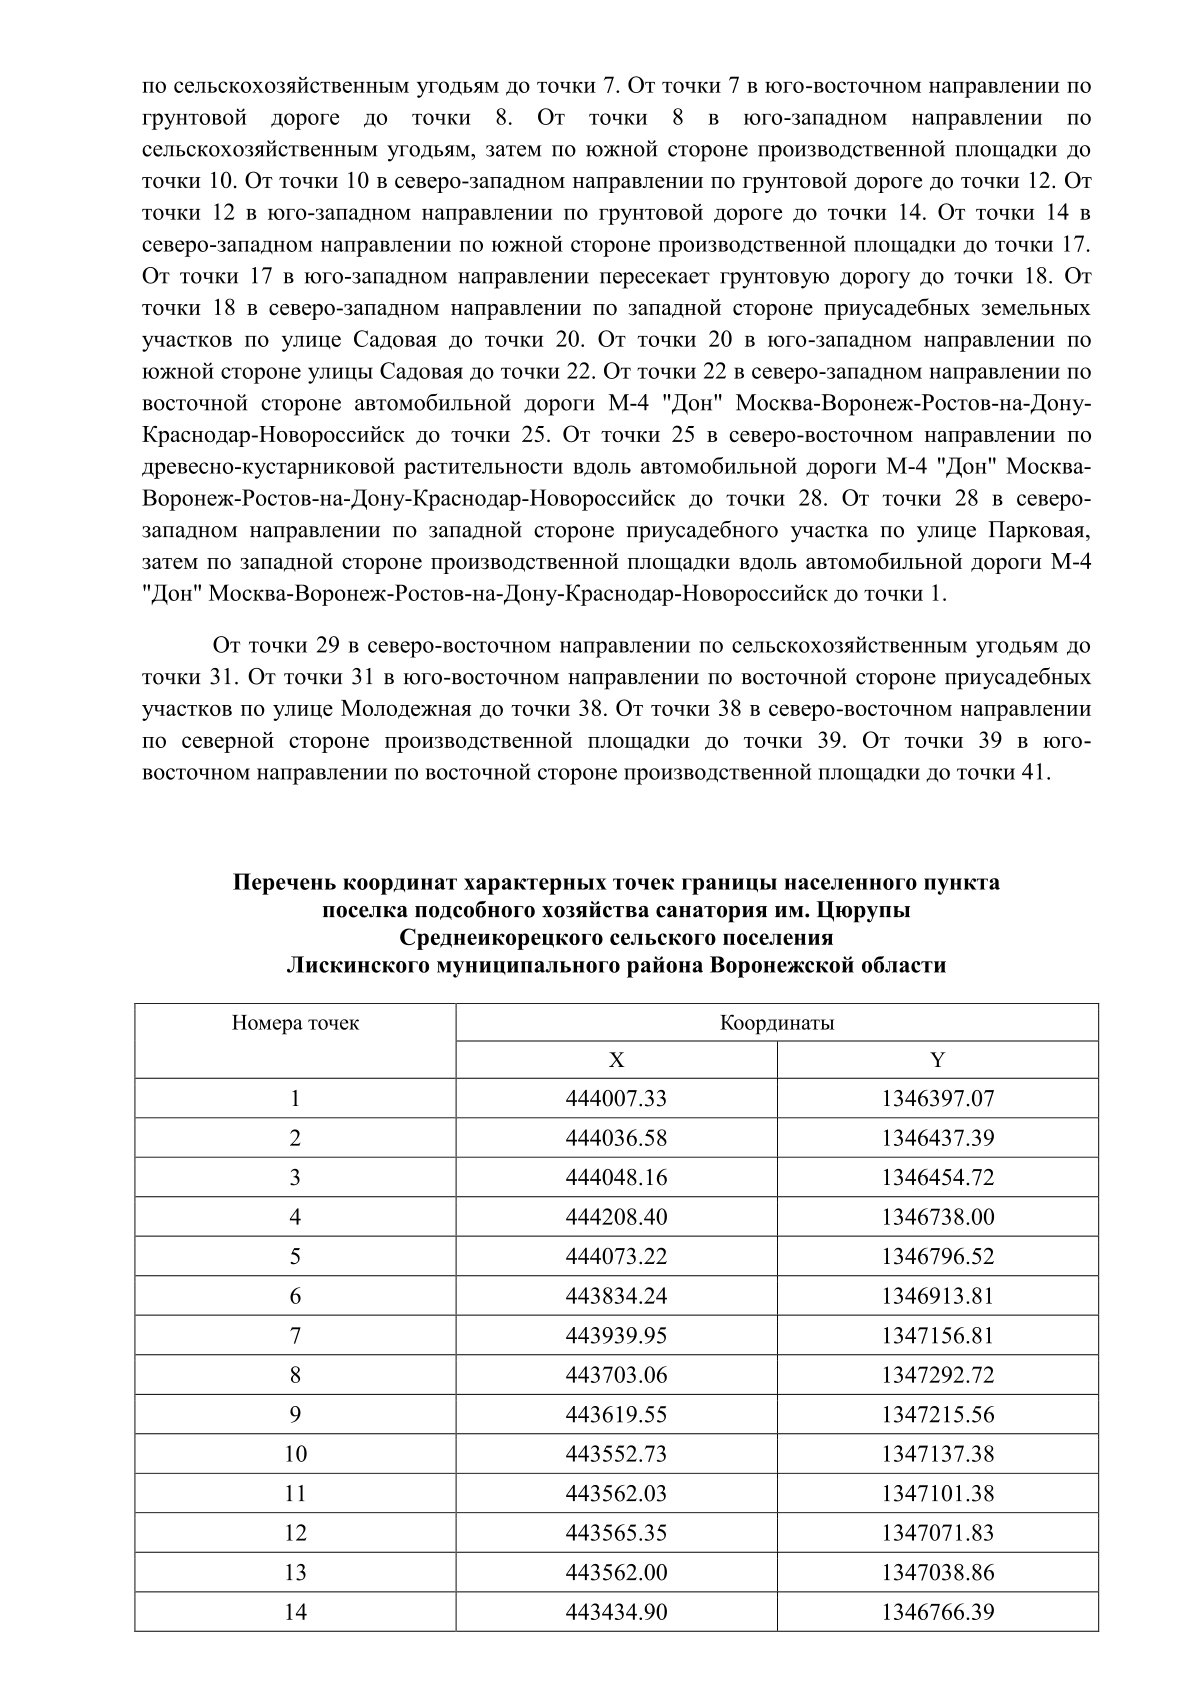 по сельскохозяйственным угодьям до точки 7. От точки 7 в юго-восточном направлении по
грунтовой дороге до точки 8. От точки 8 в юго-западном направлении по
сельскохозяйственным угодьям, затем по южной стороне производственной площадки до
точки 10. От точки 10 в северо-западном направлении по грунтовой дороге до точки 12. От
точки 12 в юго-западном направлении по грунтовой дороге до точки 14. От точки 14 в
северо-западном направлении по южной стороне производственной площадки до точки 17.
От точки 17 в юго-западном направлении пересекает грунтовую дорогу до точки 18. От
точки 18 в северо-западном направлении по западной стороне приусадебных земельных
участков по улице Садовая до точки 20. От точки 20 в юго-западном направлении по
южной стороне улицы Садовая до точки 22. От точки 22 в северо-западном направлении по
восточной стороне автомобильной дороги М-4 "Дон" Москва-Воронеж-Ростов-на-Дону-
Краснодар-Новороссийск до точки 25. От точки 25 в северо-восточном направлении по
древесно-кустарниковой растительности вдоль автомобильной дороги М-4 "Дон" Москва-
Воронеж-Ростов-на-Дону-Краснодар-Новороссийск до точки 28. От точки 28 в северо-
западном направлении по западной стороне приусадебного участка по улице Парковая,
затем по западной стороне производственной площадки вдоль автомобильной дороги М-4
"Дон" Москва-Воронеж-Ростов-на-Дону-Краснодар-Новороссийск до точки 1.
От точки 29 в северо-восточном направлении по сельскохозяйственным угодьям до
точки 31. От точки 31 в юго-восточном направлении по восточной стороне приусадебных
участков по улице Молодежная до точки 38. От точки 38 в северо-восточном направлении
по северной стороне производственной площадки до точки 39. От точки 39 в юго-
восточном направлении по восточной стороне производственной площадки до точки 41.
Перечень координат характерных точек границы населенного пункта
поселка подсобного хозяйства санатория им. Цюрупы
Среднеикорецкого сельского поселения
Лискинского муниципального района Воронежской области
Номера точек Координаты
X Y
1 444007.33 1346397.07
2 444036.58 1346437.39
3 444048.16 1346454.72
4 444208.40 1346738.00
5 444073.22 1346796.52
6 443834.24 1346913.81
7 443939.95 1347156.81
8 443703.06 1347292.72
9 443619.55 1347215.56
10 443552.73 1347137.38
11 443562.03 1347101.38
12 443565.35 1347071.83
13 443562.00 1347038.86
14 443434.90 1346766.39